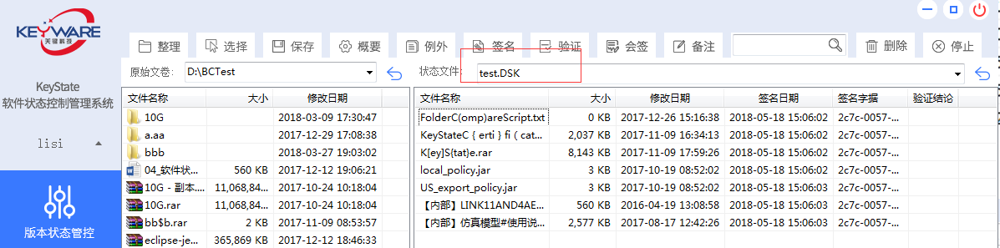 KEYWARE
关键科技
KeyState
软件状态控制管理系统
lisi
版本状态管控
整理 选择 保存 概要 例外 签名 验证 会签 备注 删除 停止
原始文卷: D:\BCTest 状态文件: test.DSK
文件名称 大小 修改日期
10G 2018-03-09 17:30:47
a.aa 2017-12-29 17:08:38
bbb 2018-03-27 19:03:02
04_软件状... 560 KB 2017-12-12 19:06:21
10G - 副本.... 11,068,84... 2017-10-24 10:18:04
10G.rar 11,068,84... 2017-10-24 10:18:04
bb$b.rar 2 KB 2017-11-09 08:53:57
eclipse-je... 365,869 KB 2017-12-12 18:46:33
文件名称 大小 修改日期 签名日期 签名字据 验证结论
FolderC(omp)areScript.txt 0 KB 2017-12-26 15:16:38 2018-05-18 15:06:02 2c7c-0057-...
KeyStateC { erti } fi ( cat... 2,037 KB 2017-11-09 16:34:13 2018-05-18 15:06:02 2c7c-0057-...
K[ey]S{tat}e.rar 8,143 KB 2017-11-09 17:59:26 2018-05-18 15:06:02 2c7c-0057-...
local_policy.jar 3 KB 2017-10-19 08:52:02 2018-05-18 15:06:02 2c7c-0057-...
US_export_policy.jar 3 KB 2017-10-19 08:52:02 2018-05-18 15:06:03 2c7c-0057-...
【内部】LINK11AND4AE... 560 KB 2016-04-19 13:08:58 2018-05-18 15:06:03 2c7c-0057-...
【内部】仿真模型#使用说... 2,577 KB 2017-08-17 12:42:26 2018-05-18 15:06:03 2c7c-0057-...